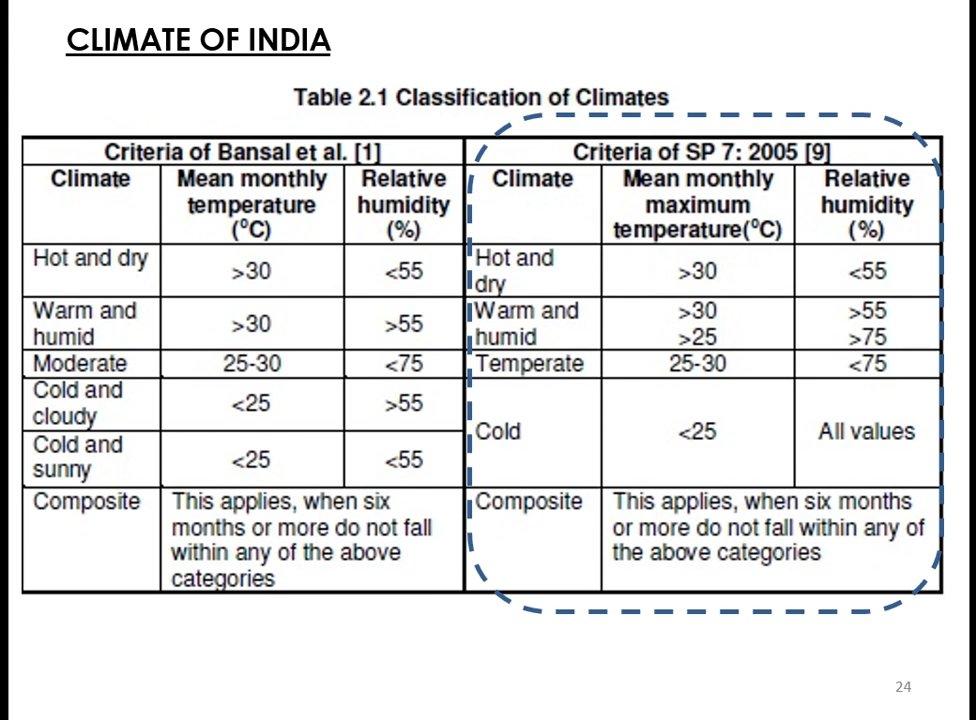 CLIMATE OF INDIA
Table 2.1 Classification of Climates
Criteria of Bansal et al. [1] Criteria of SP 7: 2005 [9]
Climate Mean monthly Relative Climate Mean monthly Relative
temperature humidity maximum humidity
(⁰C) (%) temperature(⁰C) (%)
Hot and dry >30 <55 Hot and >30 <55
dry
Warm and >30 >55 Warm and >30 >55
humid humid >25 >75
Moderate 25-30 <75 Temperate 25-30 <75
Cold and <25 >55 Cold <25 All values
cloudy
Cold and <25 <55
sunny
Composite This applies, when six Composite This applies, when six months
months or more do not fall or more do not fall within any of
within any of the above the above categories
categories
24